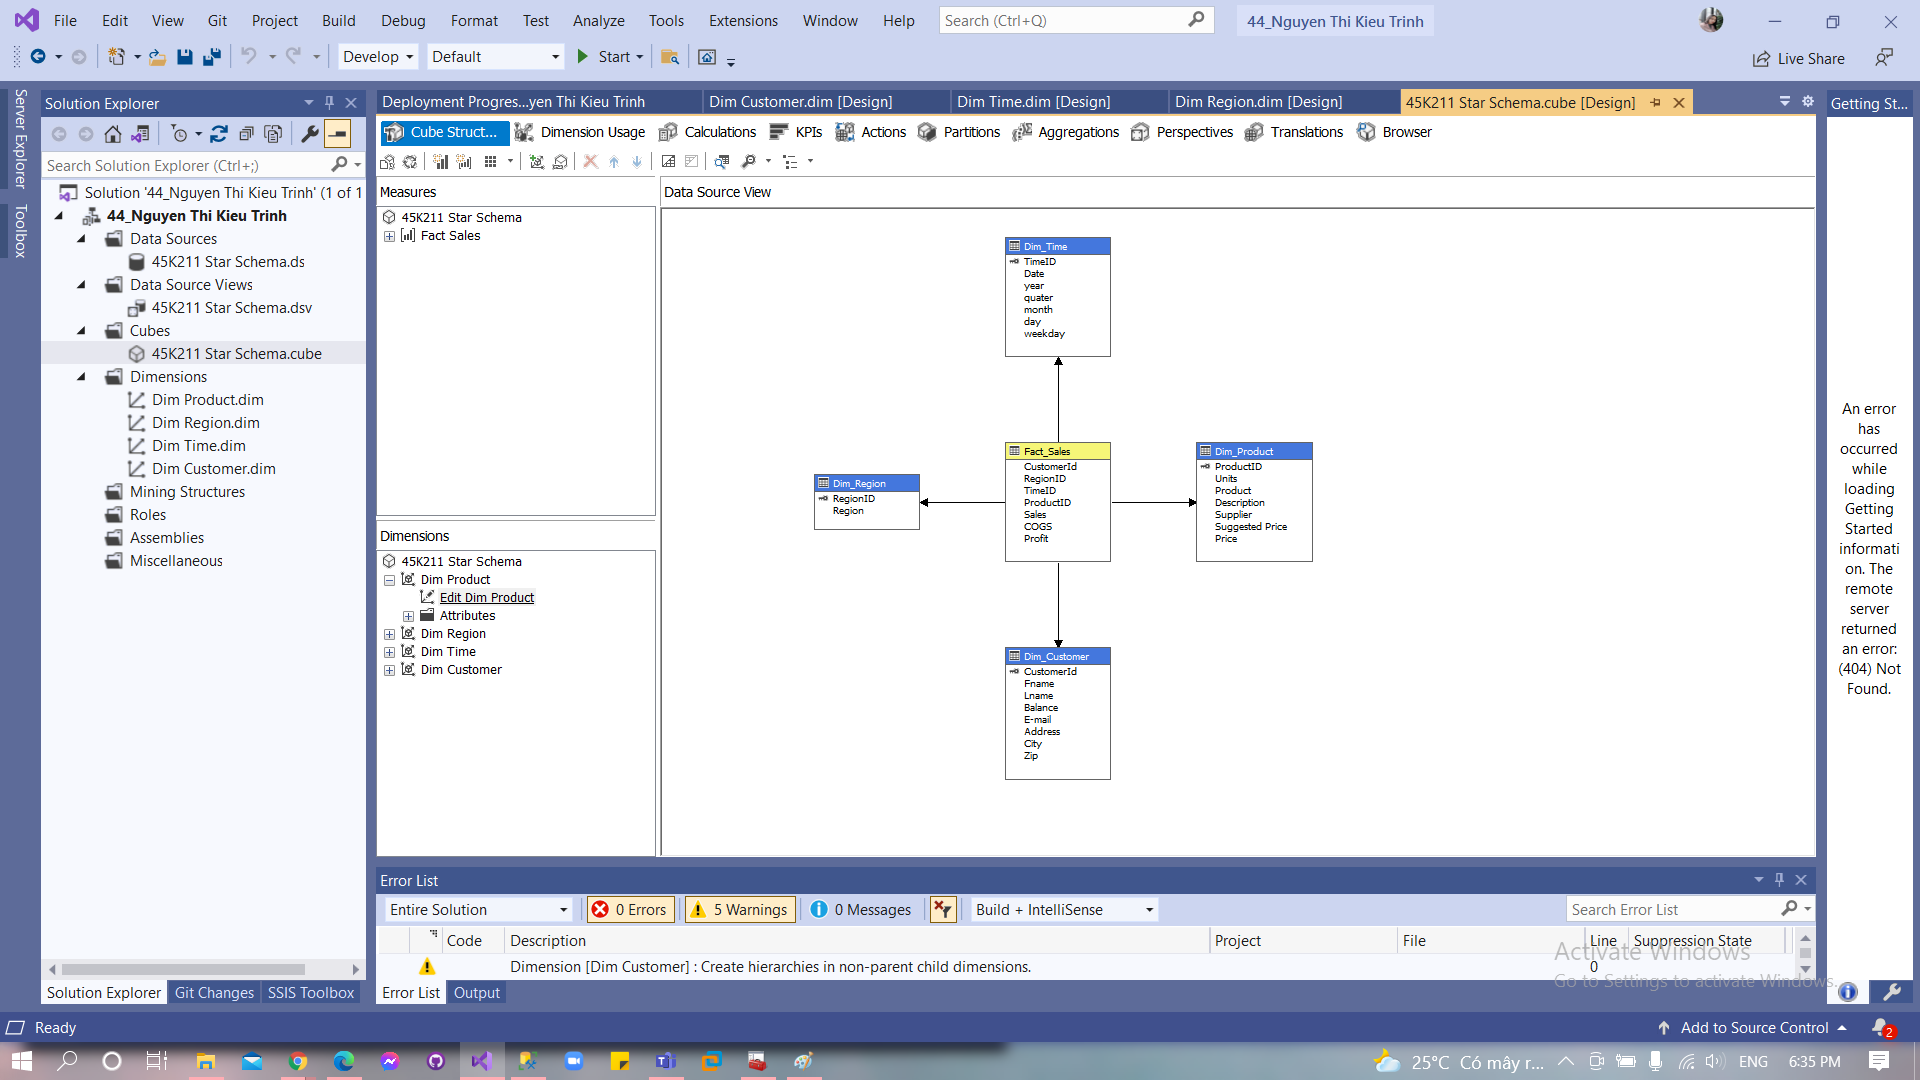 File Edit View Git Project Build Debug Format Test Analyze Tools Extensions Window Help Search (Ctrl+Q) 44_Nguyen Thi Kieu Trinh
Develop Default Start Live Share
Server Explorer
Toolbox
Solution Explorer
Search Solution Explorer (Ctrl+;)
Solution '44_Nguyen Thi Kieu Trinh' (1 of 1
44_Nguyen Thi Kieu Trinh
Data Sources
45K211 Star Schema.ds
Data Source Views
45K211 Star Schema.dsv
Cubes
45K211 Star Schema.cube
Dimensions
Dim Product.dim
Dim Region.dim
Dim Time.dim
Dim Customer.dim
Mining Structures
Roles
Assemblies
Miscellaneous
Solution Explorer Git Changes SSIS Toolbox
Deployment Progres...yen Thi Kieu Trinh Dim Customer.dim [Design] Dim Time.dim [Design] Dim Region.dim [Design] 45K211 Star Schema.cube [Design]
Cube Struct... Dimension Usage Calculations KPIs Actions Partitions Aggregations Perspectives Translations Browser
Measures
45K211 Star Schema
Fact Sales
Dimensions
45K211 Star Schema
Dim Product
Edit Dim Product
Attributes
Dim Region
Dim Time
Dim Customer
Data Source View
Dim_Time
TimeID
Date
year
quater
month
day
weekday
Dim_Region
RegionID
Region
Fact_Sales
CustomerId
RegionID
TimeID
ProductID
Sales
COGS
Profit
Dim_Product
ProductID
Units
Product
Description
Supplier
Suggested Price
Price
Dim_Customer
CustomerId
Fname
Lname
Balance
E-mail
Address
City
Zip
Getting St...
An error
has
occurred
while
loading
Getting
Started
informati
on. The
remote
server
returned
an error:
(404) Not
Found.
Error List
Entire Solution 0 Errors 5 Warnings 0 Messages Build + IntelliSense Search Error List
Code Description Project File Line Suppression State
Dimension [Dim Customer] : Create hierarchies in non-parent child dimensions. 0
Activate Windows
Go to Settings to activate Windows.
Error List Output
Ready Add to Source Control 2
25°C Có mây r... ENG 6:35 PM